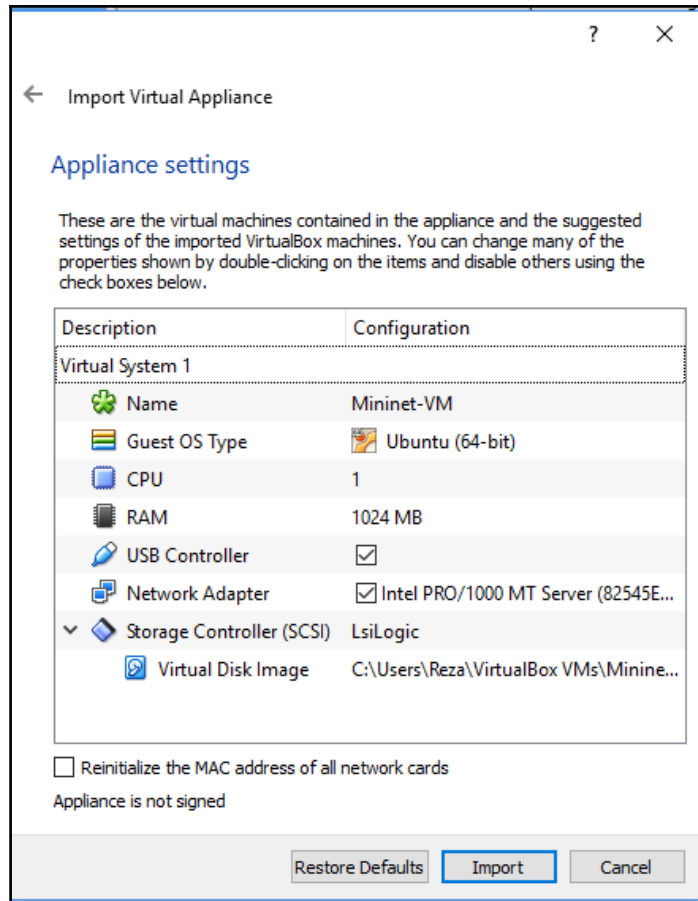 ?
Import Virtual Appliance
Appliance settings
These are the virtual machines contained in the appliance and the suggested
settings of the imported VirtualBox machines. You can change many of the
properties shown by double-clicking on the items and disable others using the
check boxes below.
Description Configuration
Virtual System 1
Name Mininet-VM
Guest OS Type Ubuntu (64-bit)
CPU 1
RAM 1024 MB
USB Controller
Network Adapter Intel PRO/1000 MT Server (82545E...
Storage Controller (SCSI) LsiLogic
Virtual Disk Image C:\Users\Reza\VirtualBox VMs\Minine...
Reinitialize the MAC address of all network cards
Appliance is not signed
Restore Defaults Import Cancel